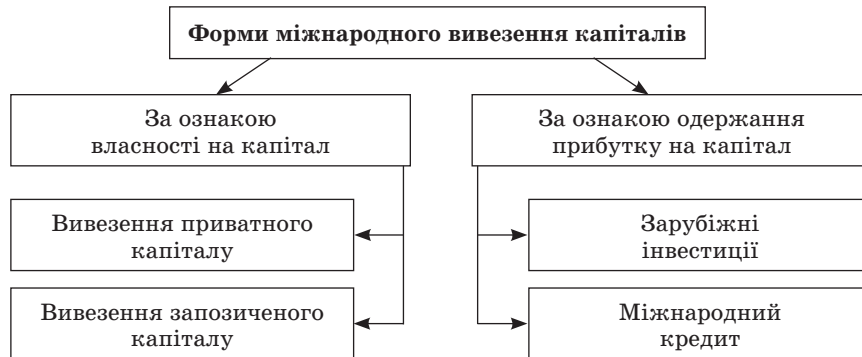 Форми міжнародного вивезення капіталів
За ознакою
власності на капітал
За ознакою одержання
прибутку на капітал
Вивезення приватного
капіталу
Зарубіжні
інвестиції
Вивезення запозиченого
капіталу
Міжнародний
кредит